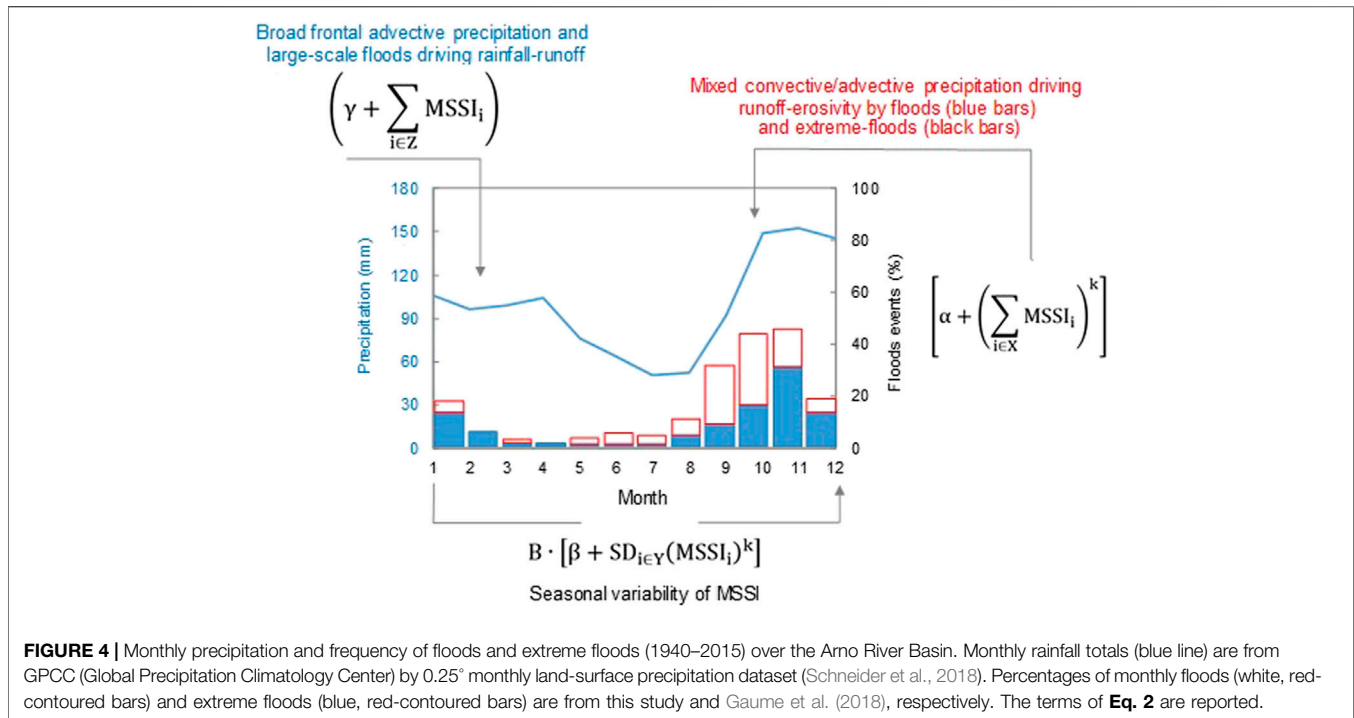 Broad frontal advective precipitation and
large-scale floods driving rainfall-runoff
(γ + ∑ i∈Z MSSIi)
Mixed convective/advective precipitation driving
runoff-erosivity by floods (blue bars)
and extreme-floods (black bars)
[α + (∑ i∈X MSSIi)^k]
Precipitation (mm)
180
150
120
90
60
30
0
Floods events (%)
100
80
60
40
20
0
1 2 3 4 5 6 7 8 9 10 11 12
Month
B · [β + SDi∈Y(MSSIi)^k]
Seasonal variability of MSSI
FIGURE 4 | Monthly precipitation and frequency of floods and extreme floods (1940–2015) over the Arno River Basin. Monthly rainfall totals (blue line) are from
GPCC (Global Precipitation Climatology Center) by 0.25° monthly land-surface precipitation dataset (Schneider et al., 2018). Percentages of monthly floods (white, red-
contoured bars) and extreme floods (blue, red-contoured bars) are from this study and Gaume et al. (2018), respectively. The terms of Eq. 2 are reported.